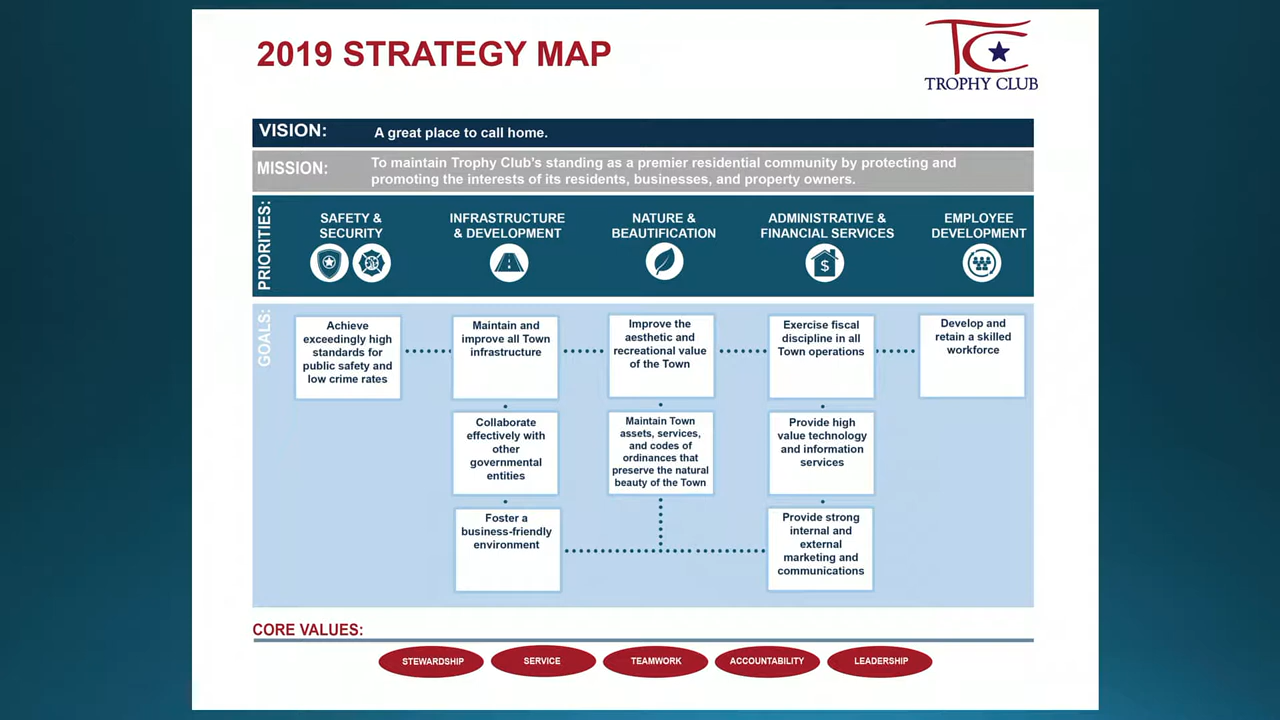 2019 STRATEGY MAP
TC
TROPHY CLUB
VISION:
A great place to call home.
MISSION:
To maintain Trophy Club's standing as a premier residential community by protecting and
promoting the interests of its residents, businesses, and property owners.
PRIORITIES:
SAFETY &
SECURITY
INFRASTRUCTURE
& DEVELOPMENT
NATURE &
BEAUTIFICATION
ADMINISTRATIVE &
FINANCIAL SERVICES
$
EMPLOYEE
DEVELOPMENT
GOALS:
Achieve
exceedingly high
standards for
public safety and
low crime rates
Maintain and
improve all Town
infrastructure
Improve the
aesthetic and
recreational value
of the Town
Exercise fiscal
discipline in all
Town operations
Develop and
retain a skilled
workforce
Collaborate
effectively with
other
governmental
entities
Maintain Town
assets, services,
and codes of
ordinances that
preserve the natural
beauty of the Town
Provide high
value technology
and information
services
Foster a
business-friendly
environment
Provide strong
internal and
external
marketing and
communications
CORE VALUES:
STEWARDSHIP
SERVICE
TEAMWORK
ACCOUNTABILITY
LEADERSHIP